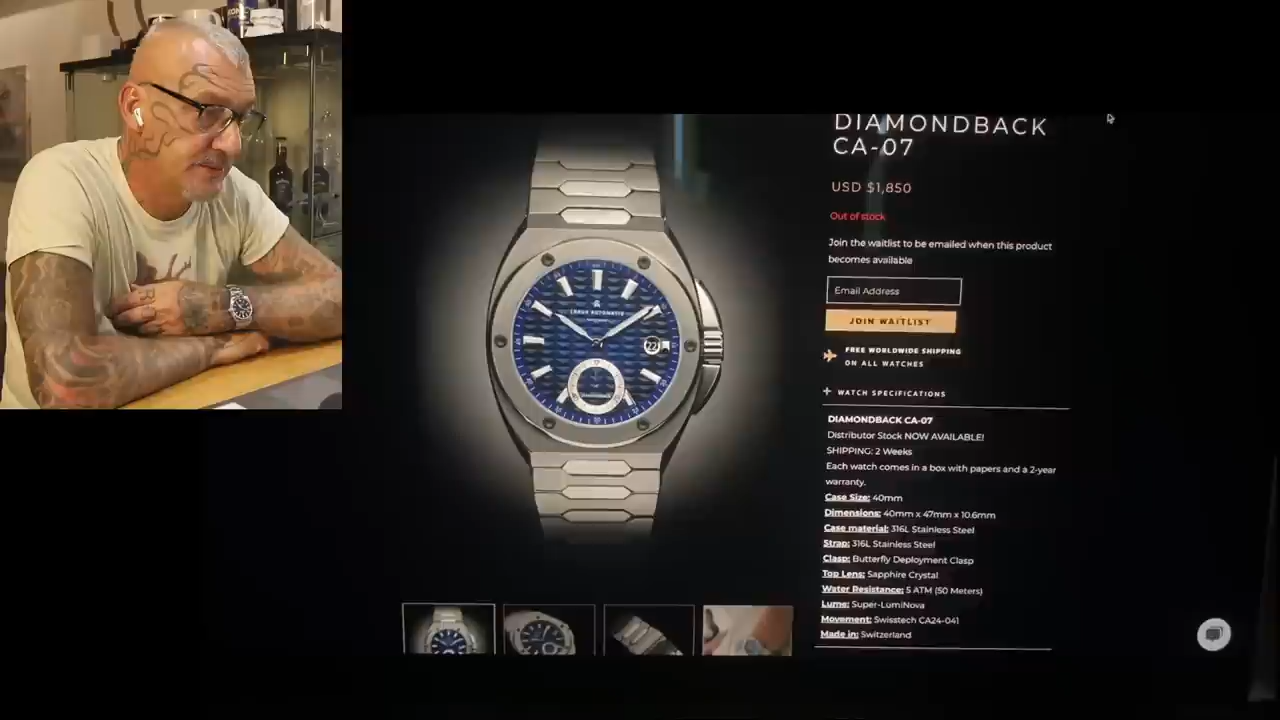 DIAMONDBACK
CA-07
USD $1,850
Out of stock
Join the waitlist to be emailed when this product
becomes available
Email Address
JOIN WAITLIST
FREE WORLDWIDE SHIPPING
ON ALL WATCHES
+ WATCH SPECIFICATIONS
DIAMONDBACK CA-07
Distributor Stock NOW AVAILABLE!
SHIPPING: 2 Weeks
Each watch comes in a box with papers and a 2-year
warranty.
Case Size: 40mm
Dimensions: 40mm x 47mm x 10.6mm
Case material: 316L Stainless Steel
Strap: 316L Stainless Steel
Clasp: Butterfly Deployment Clasp
Top Lens: Sapphire Crystal
Water Resistance: 5 ATM (50 Meters)
Lume: Super-LumiNova
Movement: Swisstech CA24-041
Made in: Switzerland
AUTOMATIC
22